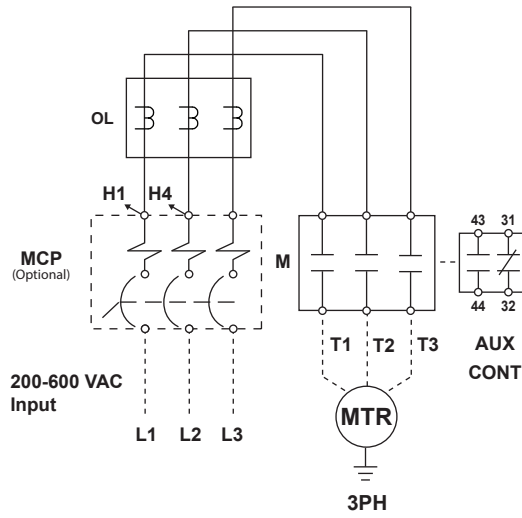 OL
H1 H4
MCP
(Optional)
M
43 31
44 32
T1 T2 T3
AUX
CONT
200-600 VAC
Input
L1 L2 L3
MTR
3PH